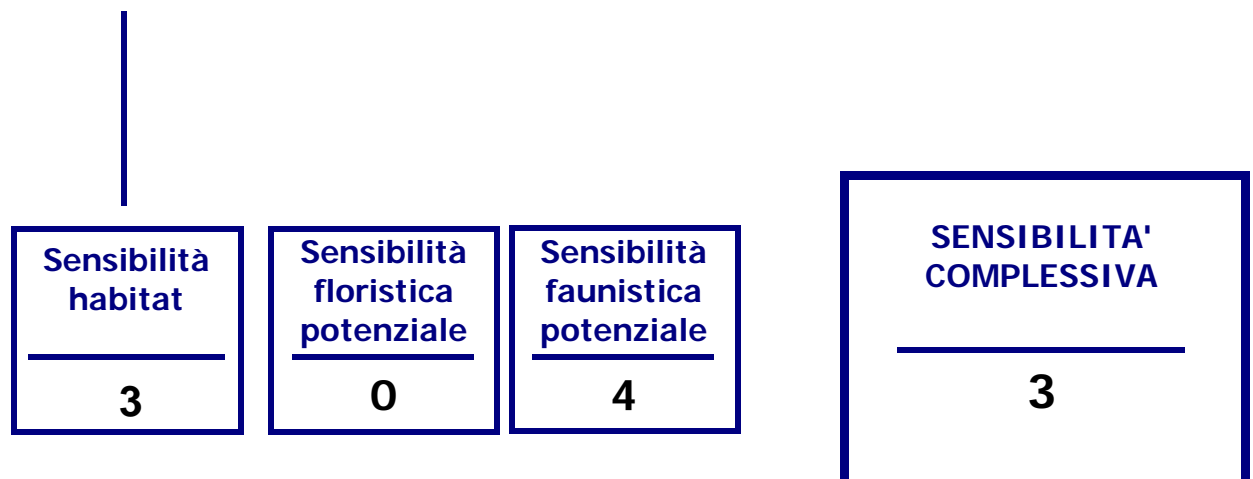 Sensibilità
habitat
3
Sensibilità
floristica
potenziale
0
Sensibilità
faunistica
potenziale
4
SENSIBILITA'
COMPLESSIVA
3